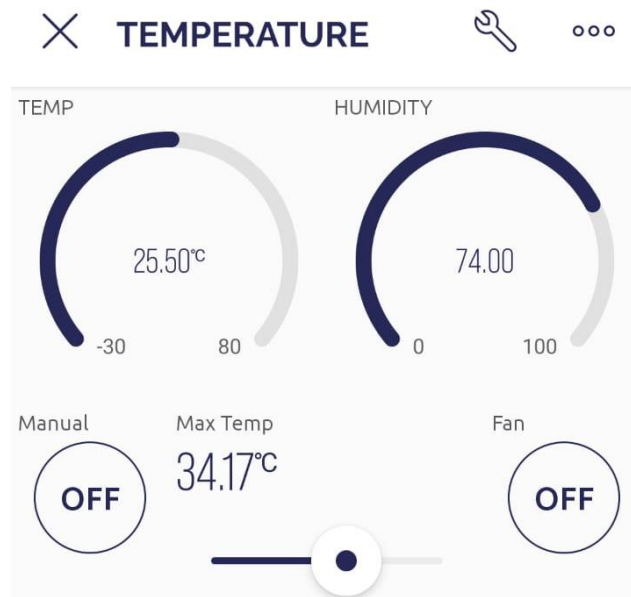 TEMPERATURE
TEMP HUMIDITY
25.50°C 74.00
-30 80 0 100
Manual Max Temp Fan
34.17°C
OFF OFF